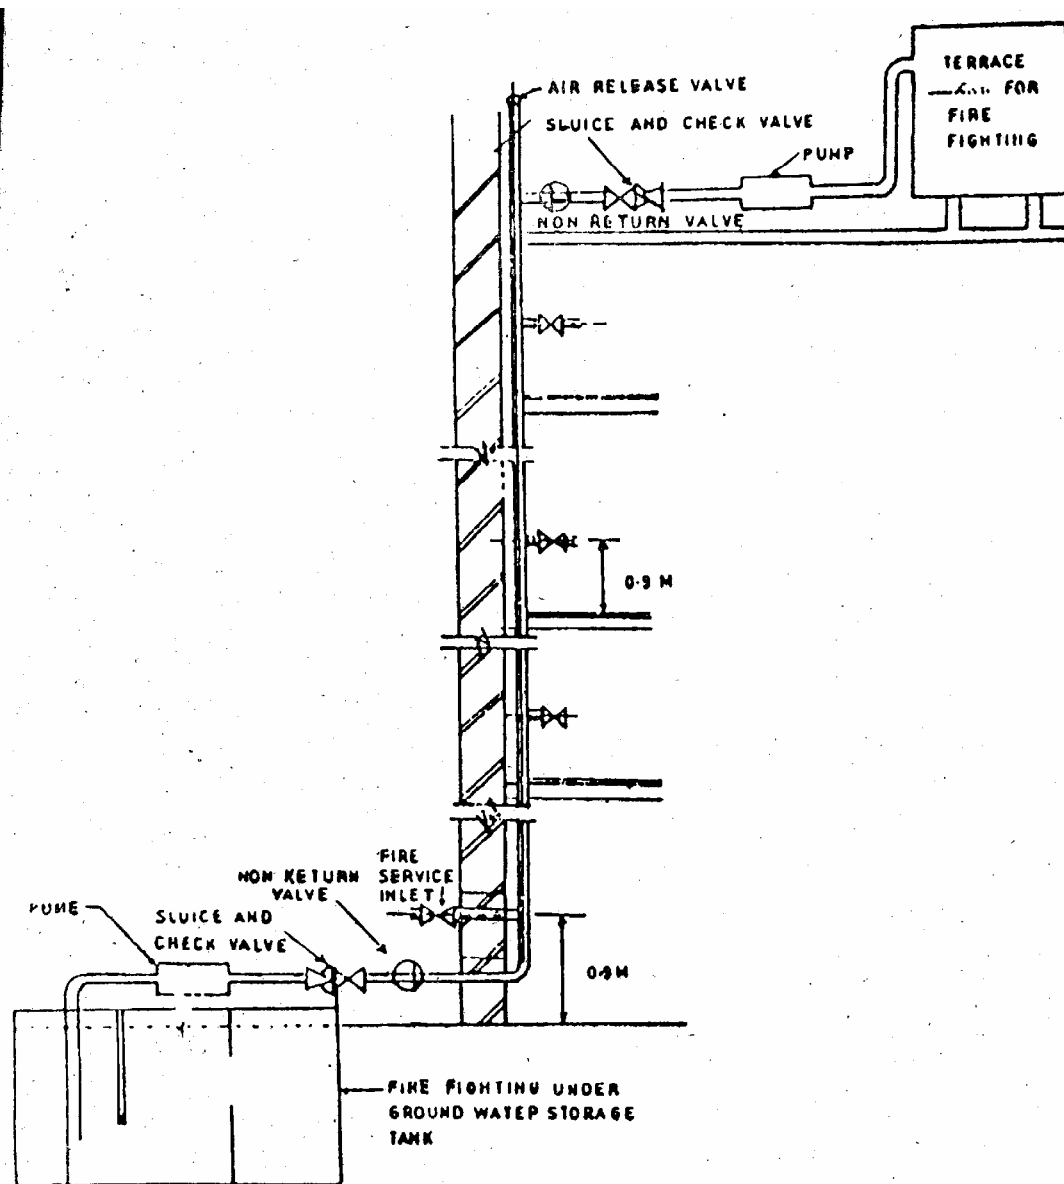 AIR RELEASE VALVE
SLUICE AND CHECK VALVE
PUMP
NON RETURN VALVE
TERRACE
FOR
FIRE
FIGHTING
0.9 M
FIRE
SERVICE
INLET
NON RETURN
VALVE
PUMP
SLUICE AND
CHECK VALVE
0.9 M
FIRE FIGHTING UNDER
GROUND WATER STORAGE
TANK